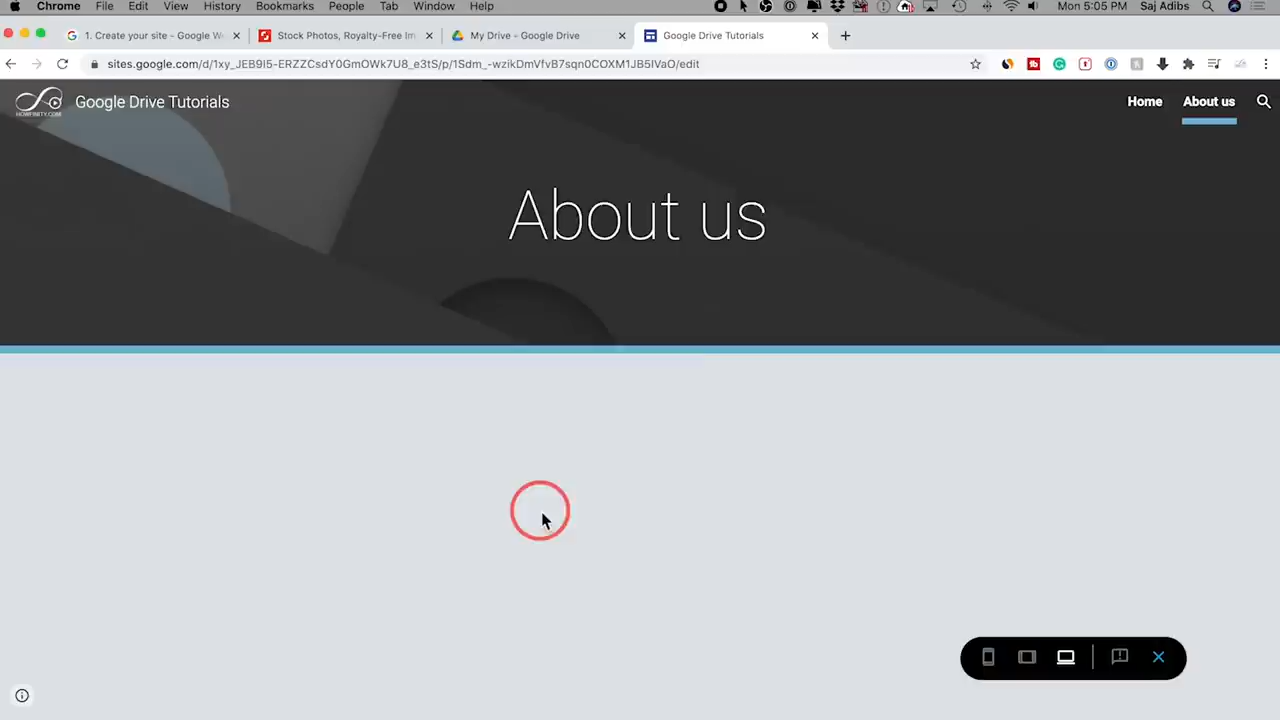 Chrome File Edit View History Bookmarks People Tab Window Help Mon 5:05 PM Saj Adibs
1. Create your site - Google W
Stock Photos, Royalty-Free Im
My Drive - Google Drive
Google Drive Tutorials
sites.google.com/d/1xy_JEB9I5-ERZZCsdY0GmOWk7U8_e3tS/p/1Sdm_-wzikDmVfvB7sqn0COXM1JB5IVaO/edit
HOWFINITY.COM
Google Drive Tutorials
Home About us
About us